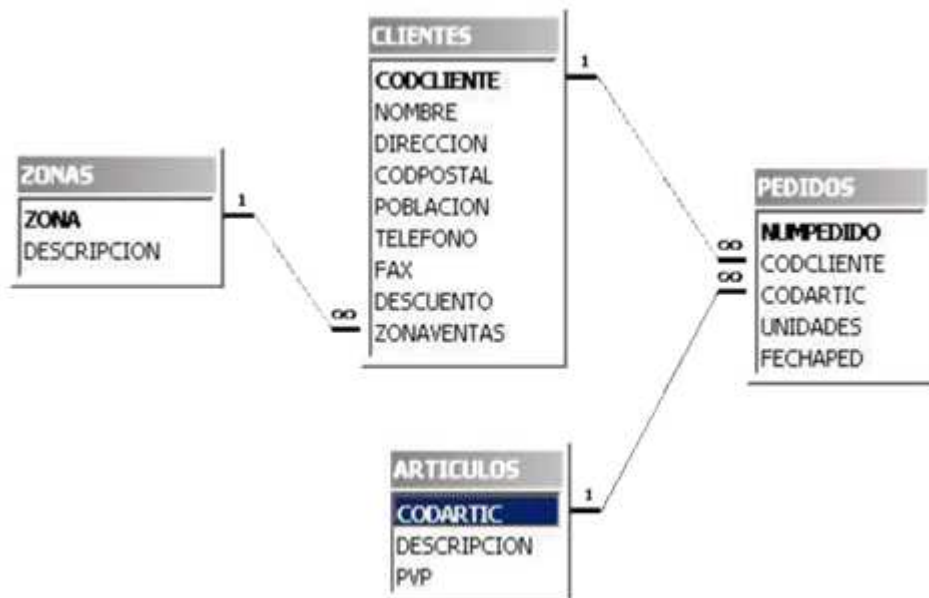 CLIENTES
CODCLIENTE
NOMBRE
DIRECCION
CODPOSTAL
POBLACION
TELEFONO
FAX
DESCUENTO
ZONAVENTAS
1
ZONAS
ZONA
DESCRIPCION
1
∞
PEDIDOS
NUMPEDIDO
CODCLIENTE
CODARTIC
UNIDADES
FECHAPED
∞
∞
ARTICULOS
CODARTIC
DESCRIPCION
PVP
1